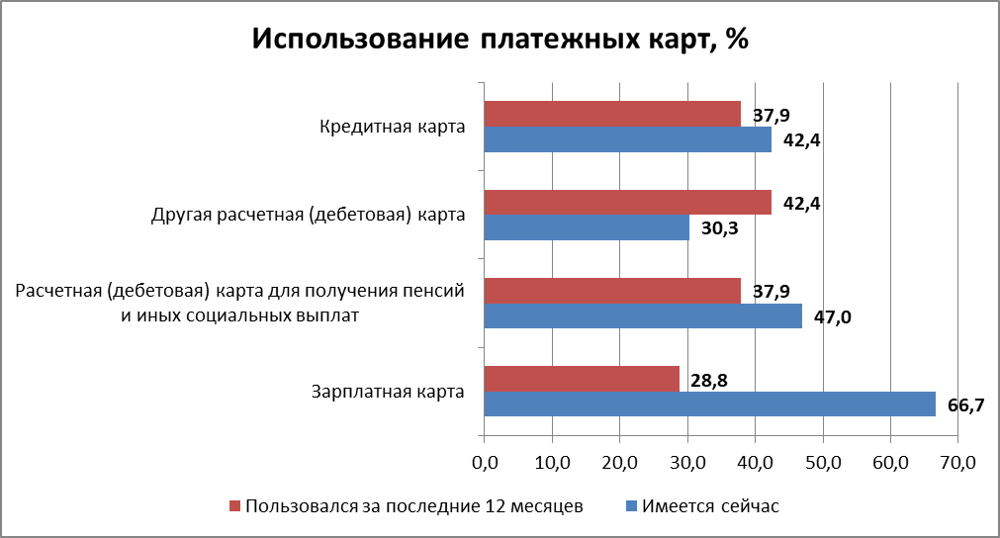 Использование платежных карт, %
Кредитная карта
37,9
42,4
Другая расчетная (дебетовая) карта
42,4
30,3
Расчетная (дебетовая) карта для получения пенсий
и иных социальных выплат
37,9
47,0
Зарплатная карта
28,8
66,7
0,0 10,0 20,0 30,0 40,0 50,0 60,0 70,0
Пользовался за последние 12 месяцев Имеется сейчас